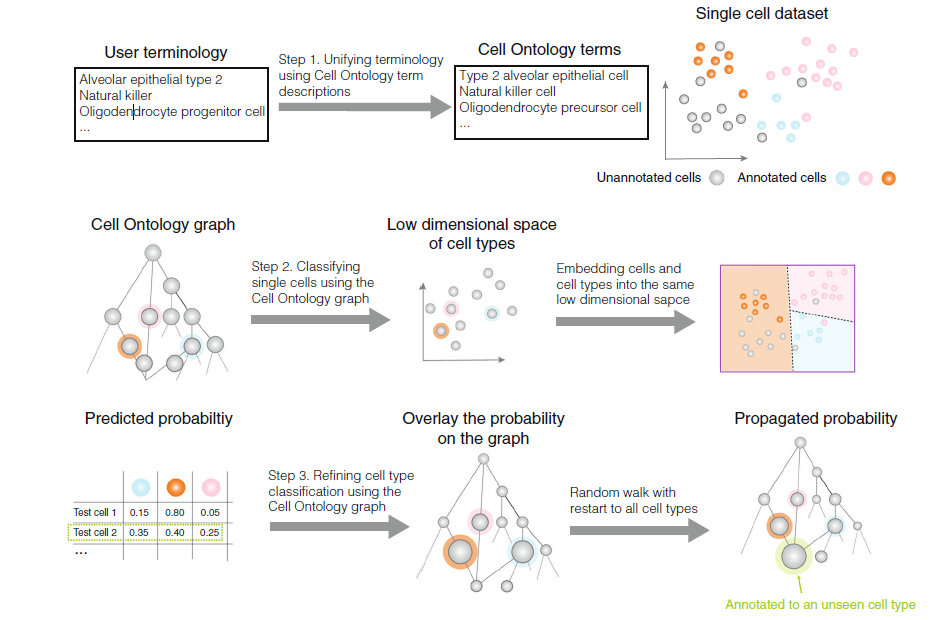 Single cell dataset
User terminology
Step 1. Unifying terminology
using Cell Ontology term
descriptions
Cell Ontology terms
Alveolar epithelial type 2
Natural killer
Oligodendrocyte progenitor cell
...
Type 2 alveolar epithelial cell
Natural killer cell
Oligodendrocyte precursor cell
...
Unannotated cells
Annotated cells
Cell Ontology graph
Step 2. Classifying
single cells using the
Cell Ontology graph
Low dimensional space
of cell types
Embedding cells and
cell types into the same
low dimensional sapce
Predicted probabiltiy
Test cell 1 0.15 0.80 0.05
Test cell 2 0.35 0.40 0.25
...
Step 3. Refining cell type
classification using the
Cell Ontology graph
Overlay the probability
on the graph
Random walk with
restart to all cell types
Propagated probability
Annotated to an unseen cell type